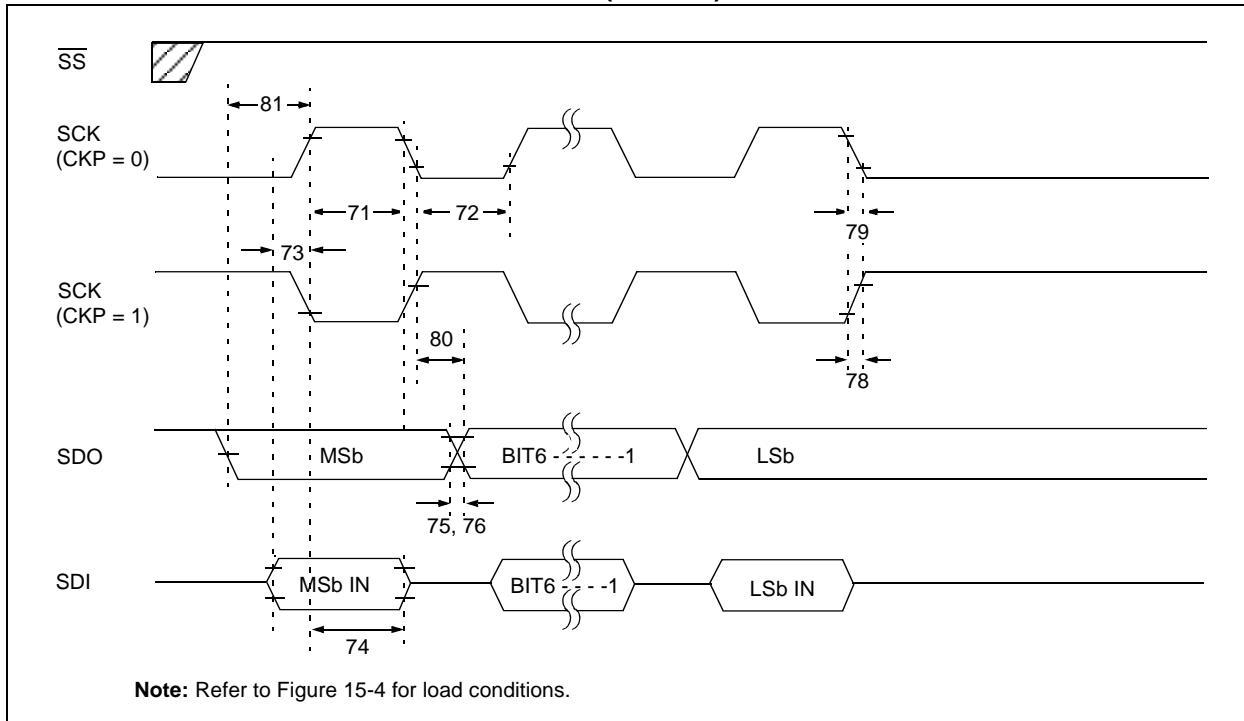 SS
81
SCK
(CKP = 0)
71
72
79
73
SCK
(CKP = 1)
80
78
SDO
MSb
BIT6 - - - - - -1
LSb
75, 76
SDI
MSb IN
BIT6 - - - -1
LSb IN
74
Note: Refer to Figure 15-4 for load conditions.